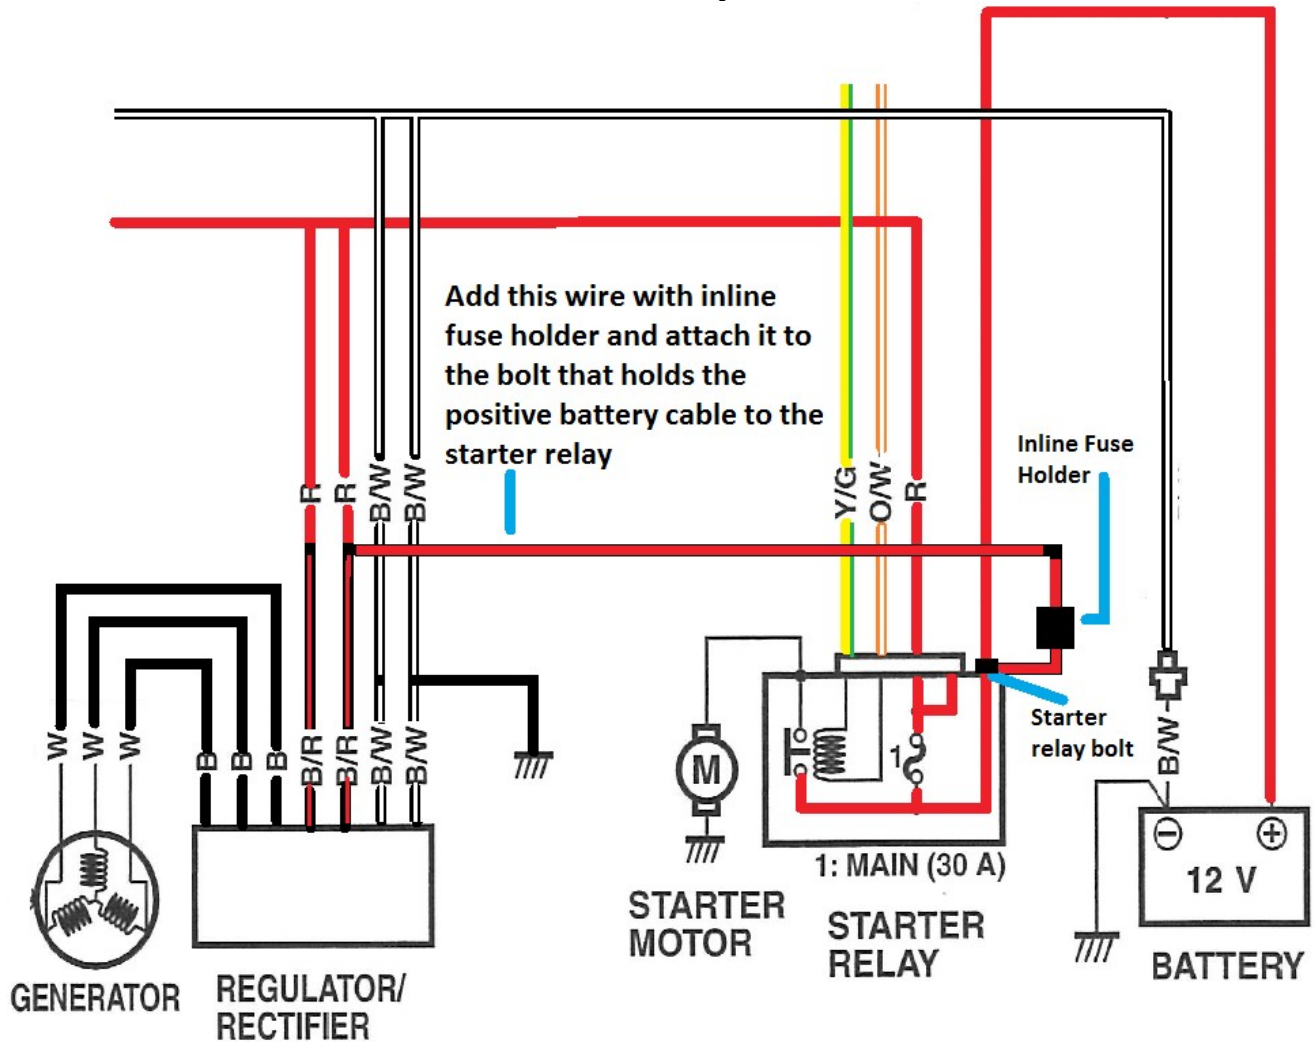 Add this wire with inline
fuse holder and attach it to
the bolt that holds the
positive battery cable to the
starter relay
Inline Fuse
Holder
R
R
B/W
B/W
Y/G
O/W
R
Starter
relay bolt
W
W
W
B
B
B
B/R
B/R
B/W
B/W
M
1
B/W
1: MAIN (30 A)
12 V
STARTER
MOTOR
STARTER
RELAY
BATTERY
GENERATOR
REGULATOR/
RECTIFIER